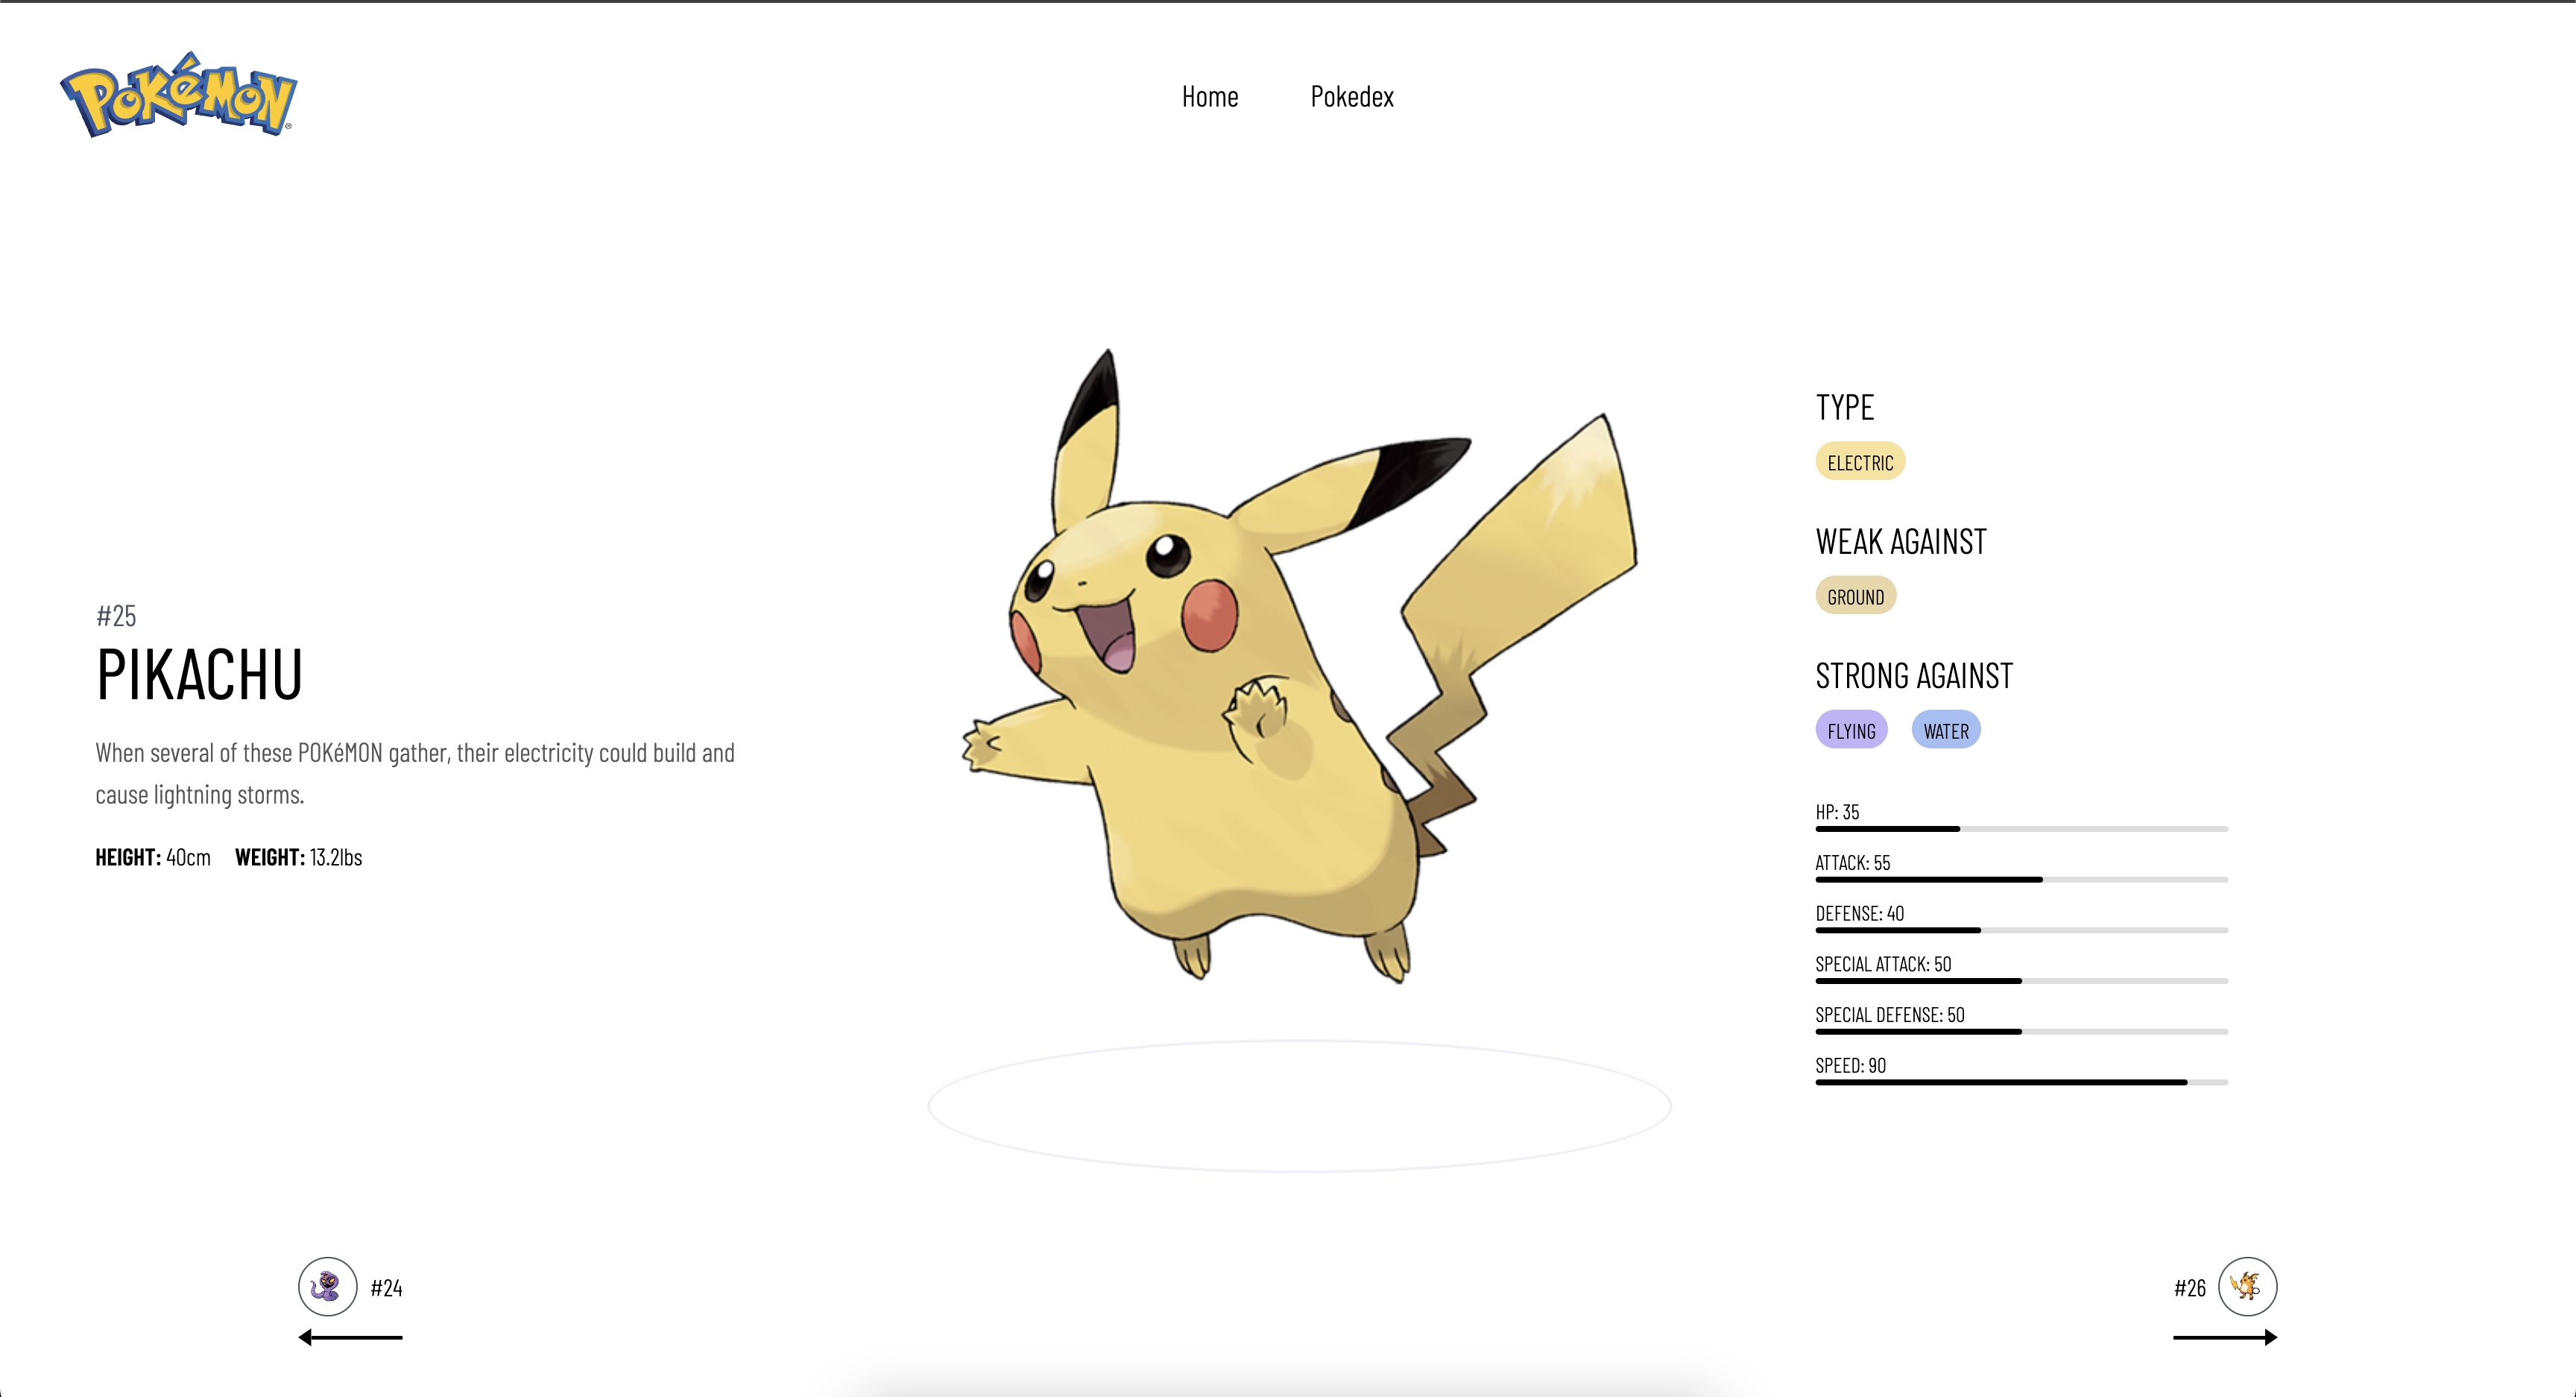 Pokémon
Home
Pokedex
#25
PIKACHU
When several of these POKéMON gather, their electricity could build and
cause lightning storms.
HEIGHT: 40cm WEIGHT: 13.2lbs
TYPE
ELECTRIC
WEAK AGAINST
GROUND
STRONG AGAINST
FLYING WATER
HP: 35
ATTACK: 55
DEFENSE: 40
SPECIAL ATTACK: 50
SPECIAL DEFENSE: 50
SPEED: 90
#24
#26